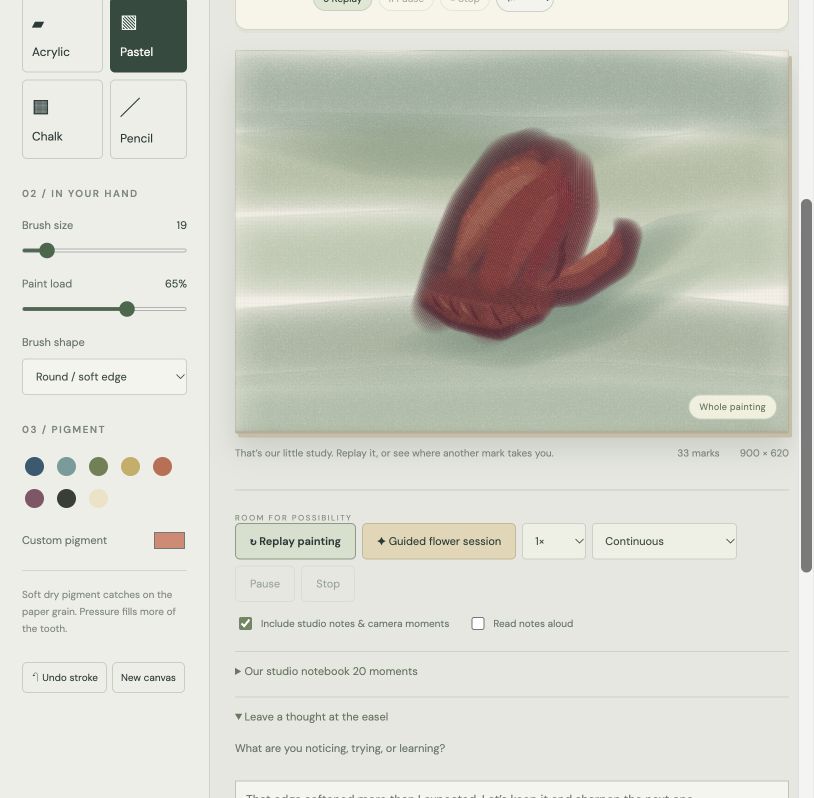 Acrylic
Pastel
Chalk
Pencil
02 / IN YOUR HAND
Brush size 19
Paint load 65%
Brush shape
Round / soft edge
03 / PIGMENT
Custom pigment
Soft dry pigment catches on the
paper grain. Pressure fills more of
the tooth.
Undo stroke
New canvas
Replay
Whole painting
That's our little study. Replay it, or see where another mark takes you. 33 marks 900 × 620
ROOM FOR POSSIBILITY
↻ Replay painting
✦ Guided flower session
1×
Continuous
Pause
Stop
Include studio notes & camera moments
Read notes aloud
Our studio notebook 20 moments
Leave a thought at the easel
What are you noticing, trying, or learning?